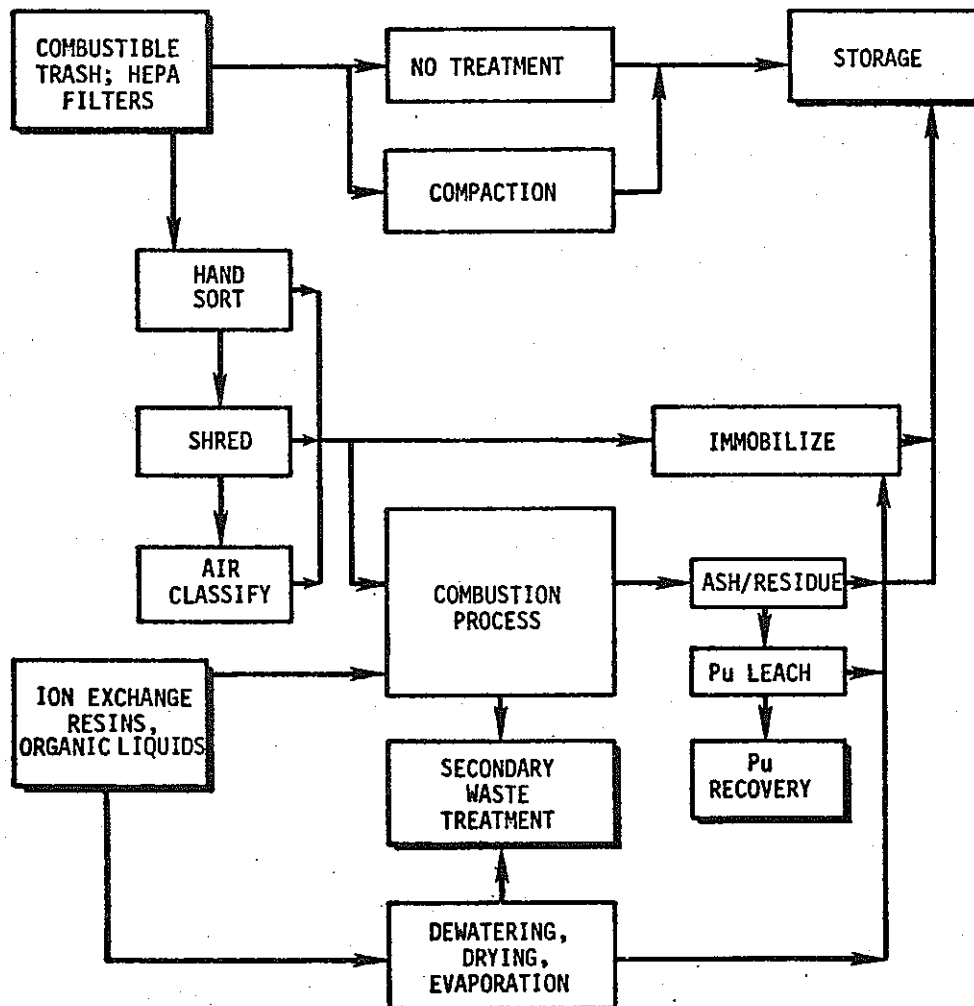 COMBUSTIBLE
TRASH; HEPA
FILTERS
NO TREATMENT
STORAGE
COMPACTION
HAND
SORT
SHRED
IMMOBILIZE
AIR
CLASSIFY
COMBUSTION
PROCESS
ASH/RESIDUE
Pu LEACH
ION EXCHANGE
RESINS,
ORGANIC LIQUIDS
SECONDARY
WASTE
TREATMENT
Pu
RECOVERY
DEWATERING,
DRYING,
EVAPORATION